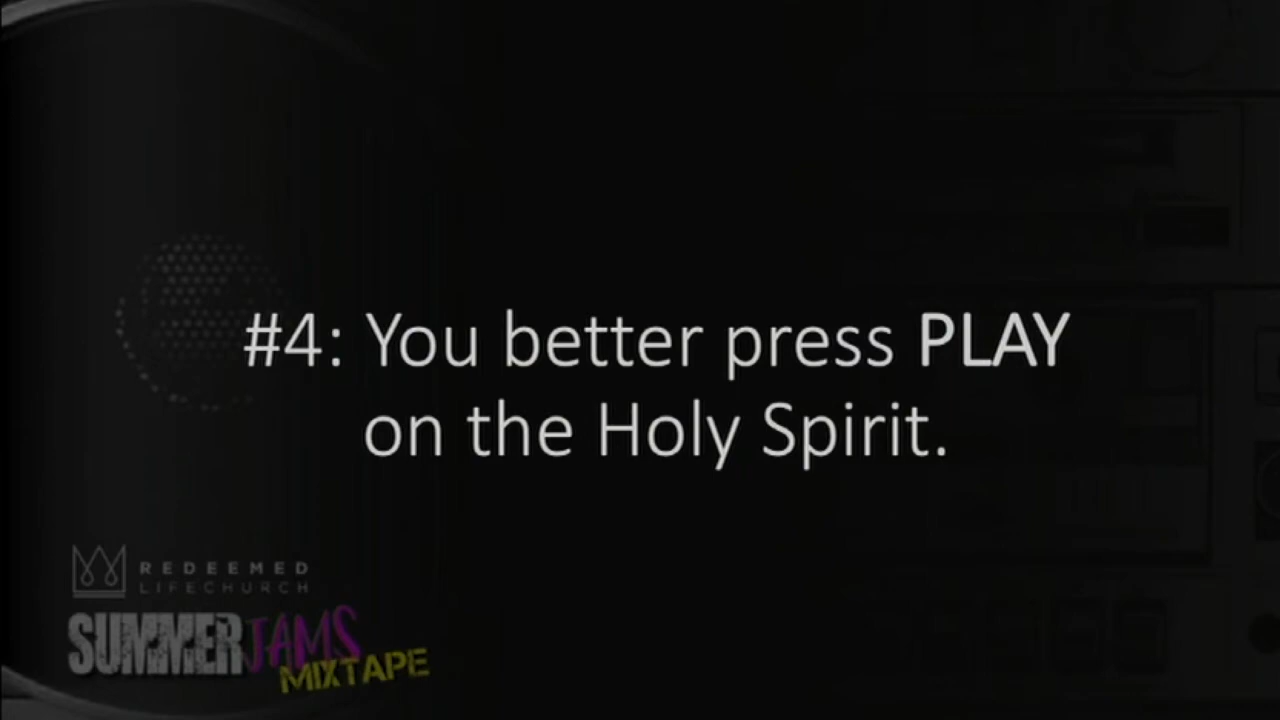 #4: You better press PLAY
on the Holy Spirit.
REDEEMED
LIFECHURCH
SUMMER JAMS
MIXTAPE